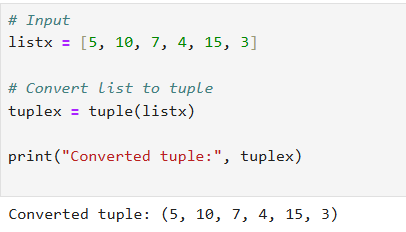 # Input
listx = [5, 10, 7, 4, 15, 3]
# Convert list to tuple
tuplex = tuple(listx)
print("Converted tuple:", tuplex)
Converted tuple: (5, 10, 7, 4, 15, 3)